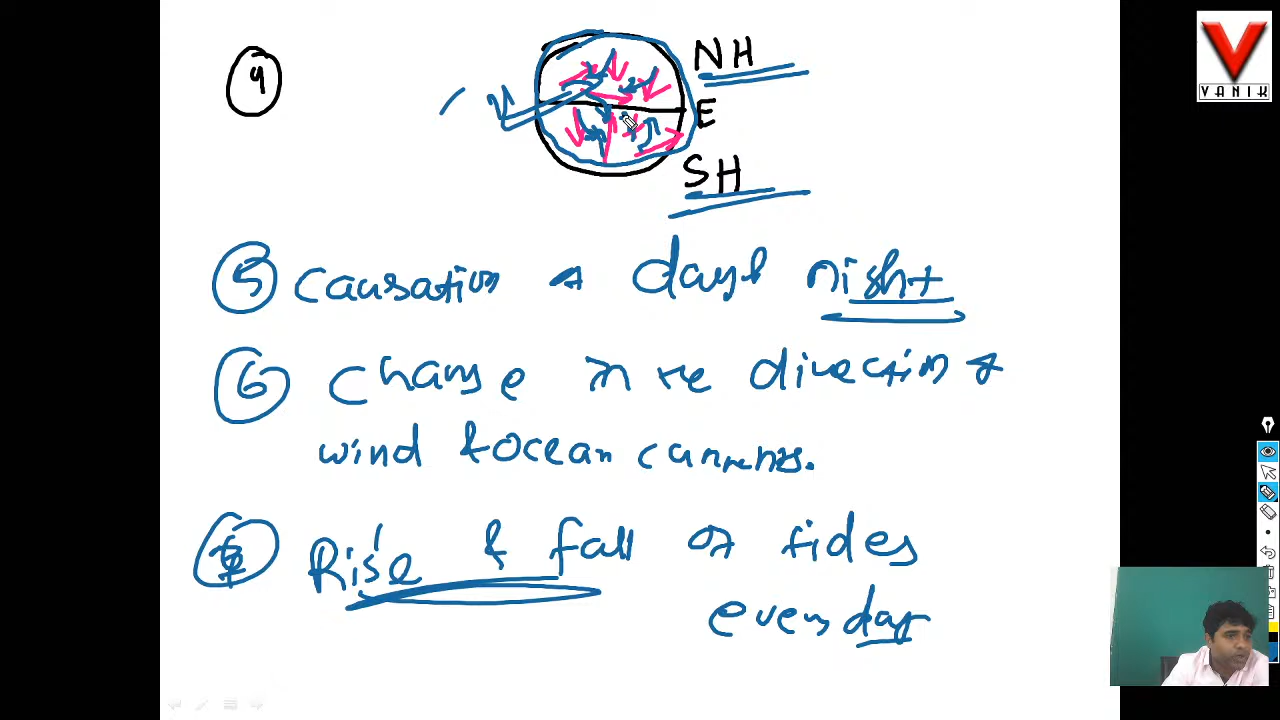 VANIK
④
NH
E
SH
⑤ Causation of day & night
⑥ Change in the direction of
wind & ocean currents.
⑦ Rise & fall of tides
every day